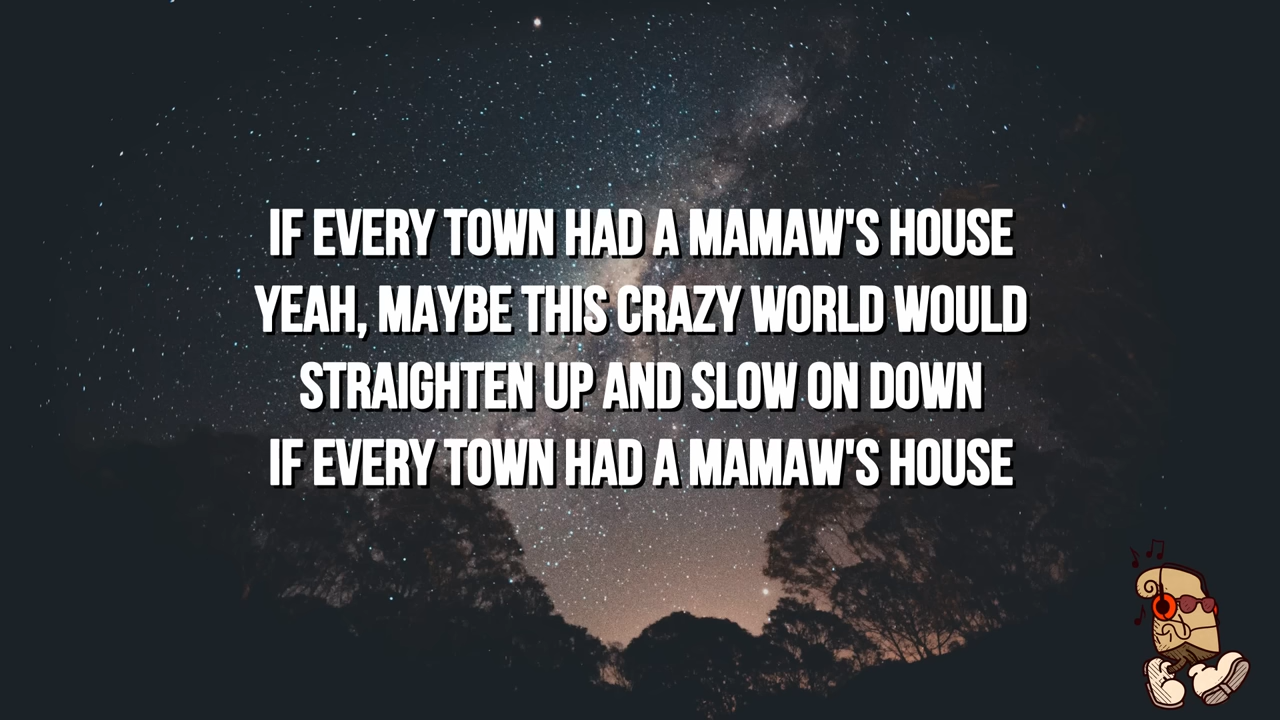 IF EVERY TOWN HAD A MAMAW'S HOUSE
YEAH, MAYBE THIS CRAZY WORLD WOULD
STRAIGHTEN UP AND SLOW ON DOWN
IF EVERY TOWN HAD A MAMAW'S HOUSE